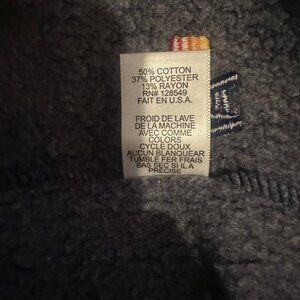 50% COTTON
37% POLYESTER
13% RAYON
RN# 128549
FAIT EN U.S.A.
FROID DE LAVE
DE LA MACHINE
AVEC COMME
COLORS
CYCLE DOUX
AUCUN BLANQUEAR
TUMBLE FER FRAIS
BAS SEC SI IL A
PRECISE